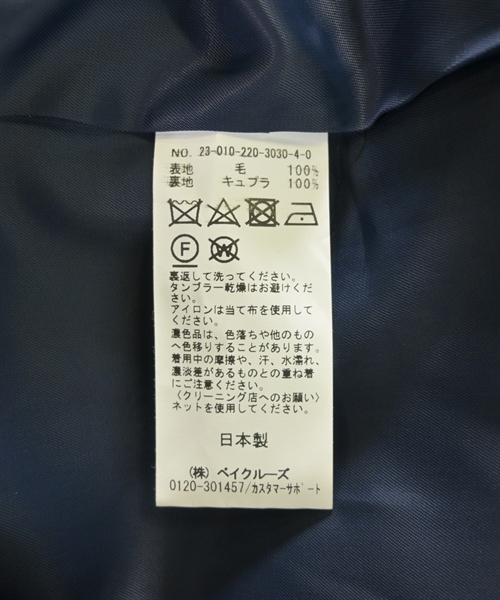 NO. 23-010-220-3030-4-0
表地 毛 100%
裏地 キュプラ 100%
F W
裏返して洗ってください。
タンブラー乾燥はお避けくだ
さい。
アイロンは当て布を使用して
ください。
濃色品は、色落ちや他のもの
へ色移りすることがあります。
着用中の摩擦や、汗、水濡れ、
濃淡差があるものとの重ね着
にご注意ください。
〈クリーニング店へのお願い〉
ネットを使用してください。
日本製
(株) ベイクルーズ
0120-301457/カスタマーサポート